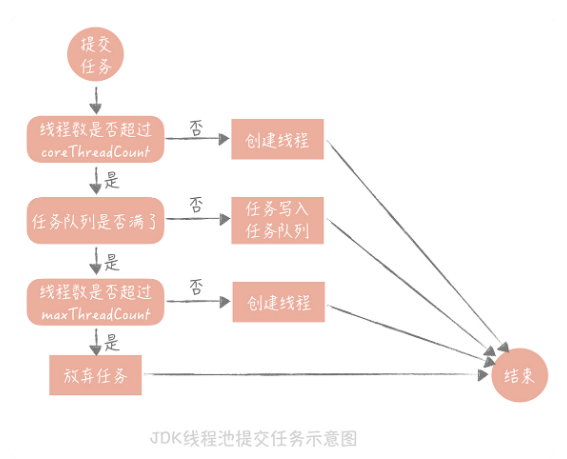 提交
任务
线程数是否超过
coreThreadCount
否
创建线程
是
任务队列是否满了
否
任务写入
任务队列
是
线程数是否超过
maxThreadCount
否
创建线程
是
放弃任务
结束
JDK线程池提交任务示意图